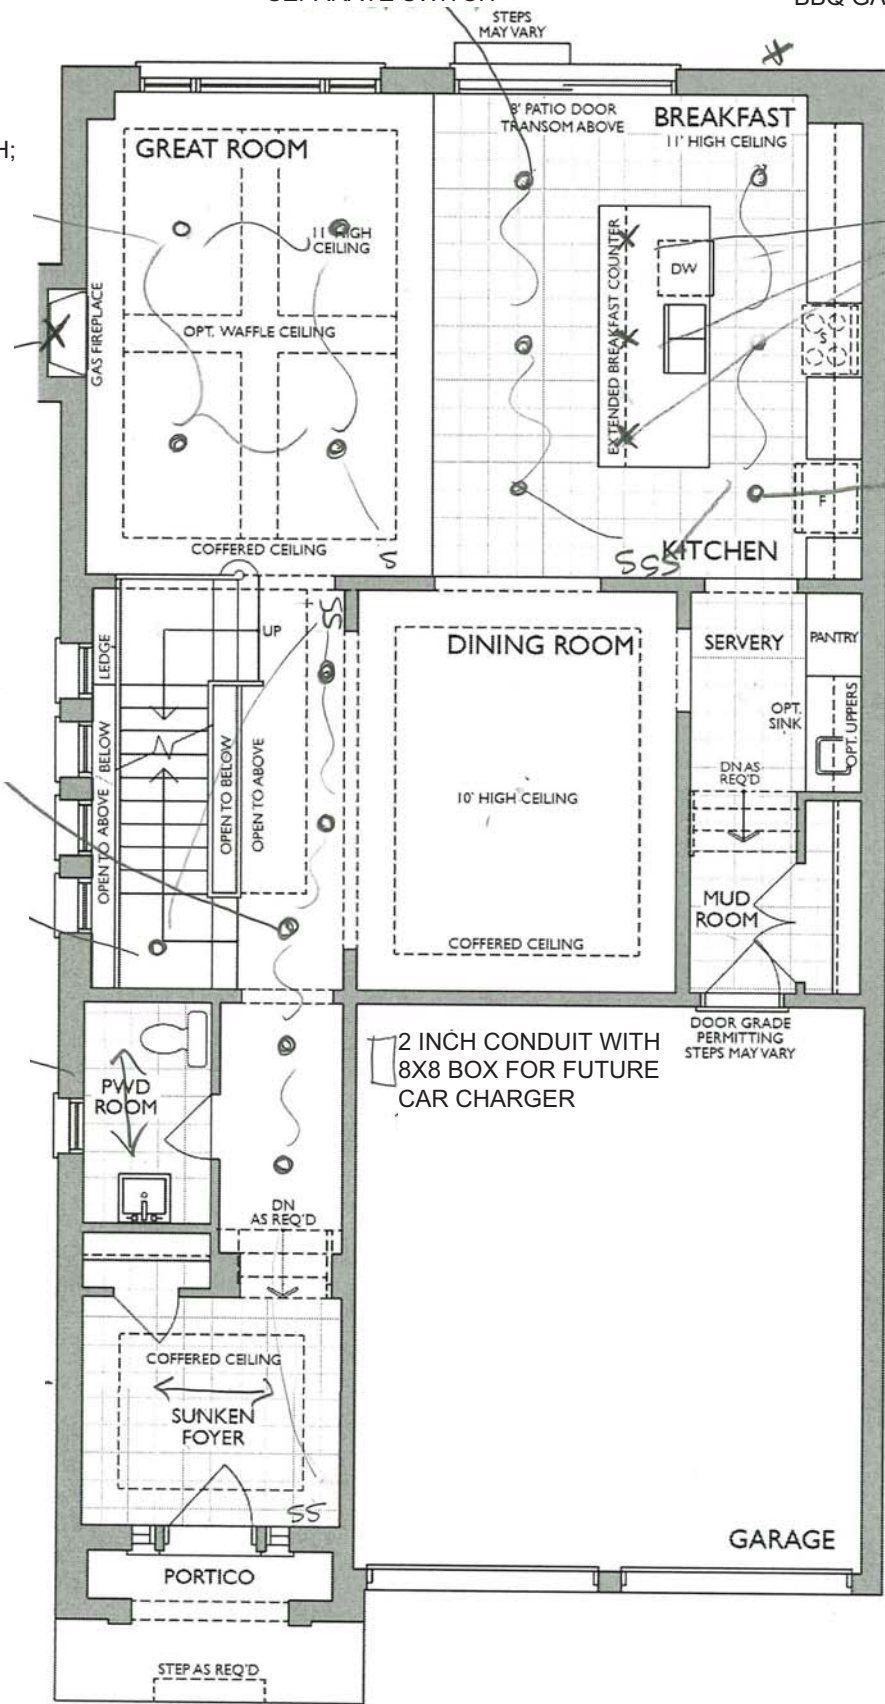 STEPS
MAY VARY
H;
8' PATIO DOOR
TRANSOM ABOVE
BREAKFAST
11' HIGH CEILING
GREAT ROOM
11' HIGH
CEILING
GAS FIREPLACE
OPT. WAFFLE CEILING
EXTENDED BREAKFAST COUNTER
DW
S
F
COFFERED CEILING
S
SSSS
KITCHEN
SS
UP
LEDGE
DINING ROOM
SERVERY
PANTRY
OPT.
SINK
OPT. UPPERS
OPEN TO ABOVE
BELOW
OPEN TO BELOW
OPEN TO ABOVE
10' HIGH CEILING
DN AS
REQ'D
MUD
ROOM
COFFERED CEILING
DOOR GRADE
PERMITTING
STEPS MAY VARY
2 INCH CONDUIT WITH
8X8 BOX FOR FUTURE
CAR CHARGER
PWD
ROOM
DN
AS REQ'D
COFFERED CEILING
SUNKEN
FOYER
SS
GARAGE
PORTICO
STEP AS REQ'D